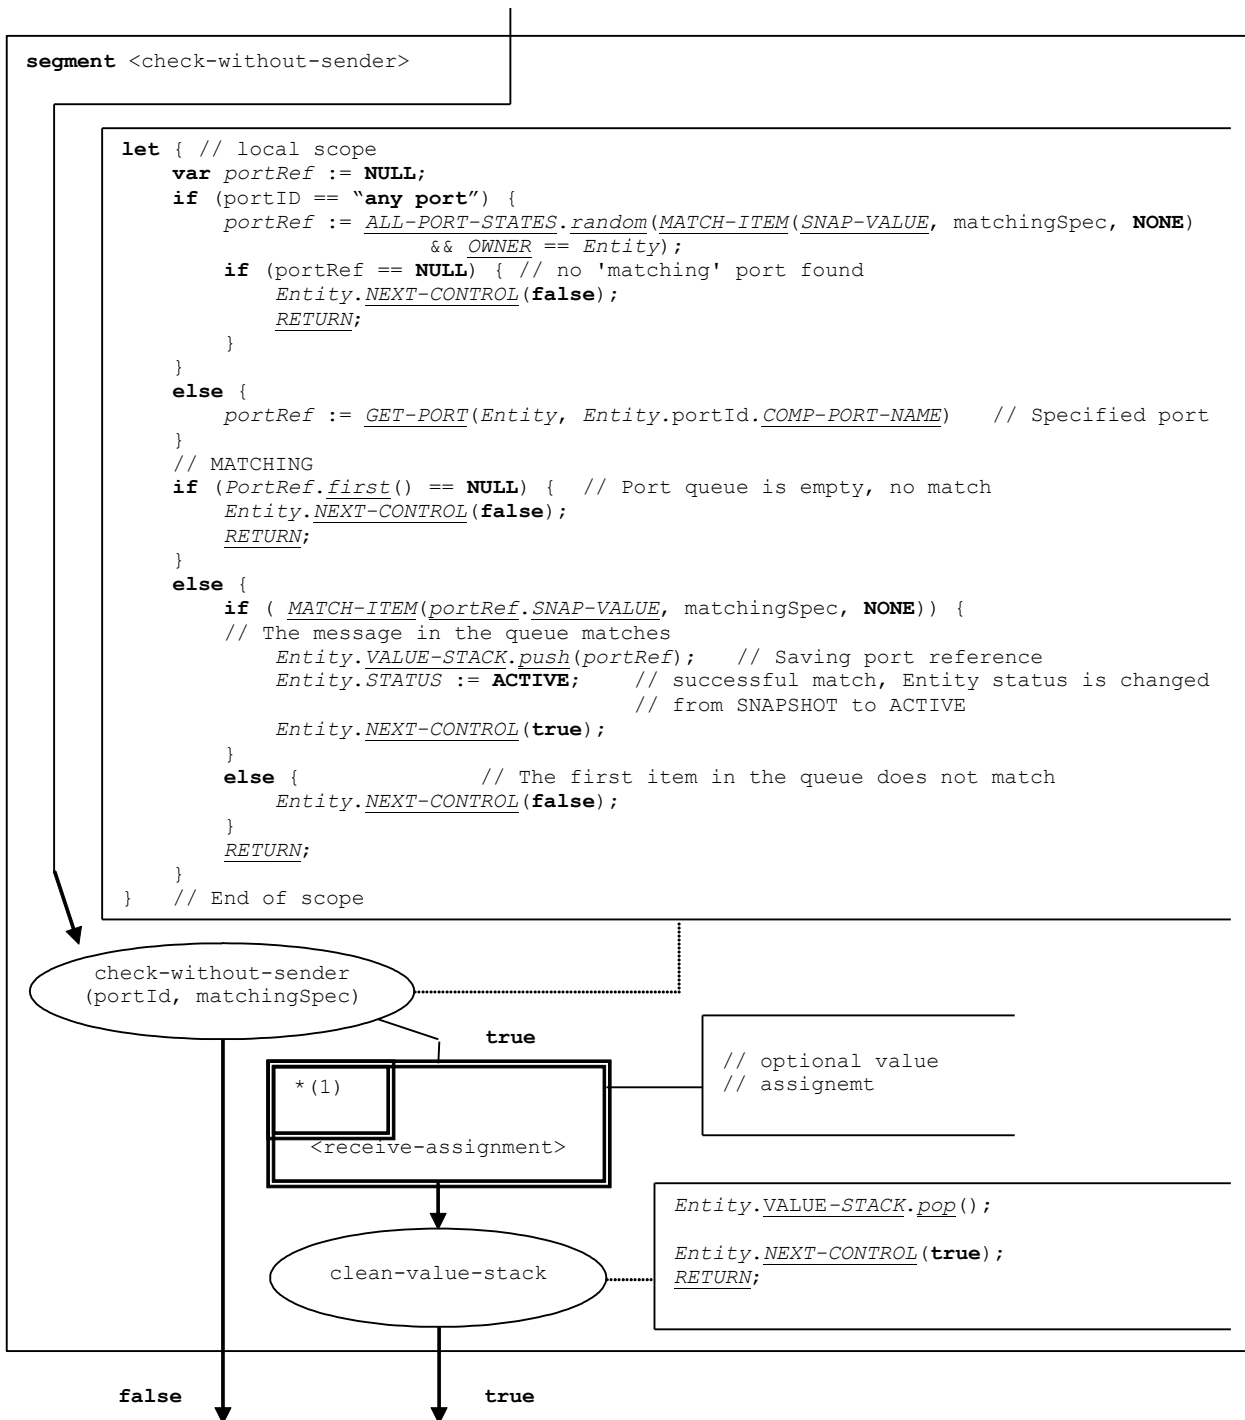 segment <check-without-sender>
let { // local scope
var portRef := NULL;
if (portID == “any port”) {
portRef := ALL-PORT-STATES.random(MATCH-ITEM(SNAP-VALUE, matchingSpec, NONE)
&& OWNER == Entity);
if (portRef == NULL) { // no 'matching' port found
Entity.NEXT-CONTROL(false);
RETURN;
}
}
else {
portRef := GET-PORT(Entity, Entity.portId.COMP-PORT-NAME) // Specified port
}
// MATCHING
if (PortRef.first() == NULL) { // Port queue is empty, no match
Entity.NEXT-CONTROL(false);
RETURN;
}
else {
if ( MATCH-ITEM(portRef.SNAP-VALUE, matchingSpec, NONE)) {
// The message in the queue matches
Entity.VALUE-STACK.push(portRef); // Saving port reference
Entity.STATUS := ACTIVE; // successful match, Entity status is changed
// from SNAPSHOT to ACTIVE
Entity.NEXT-CONTROL(true);
}
else { // The first item in the queue does not match
Entity.NEXT-CONTROL(false);
}
RETURN;
}
} // End of scope
check-without-sender
(portId, matchingSpec)
true
// optional value
// assignemt
*(1)
<receive-assignment>
Entity.VALUE-STACK.pop();
Entity.NEXT-CONTROL(true);
RETURN;
clean-value-stack
false
true